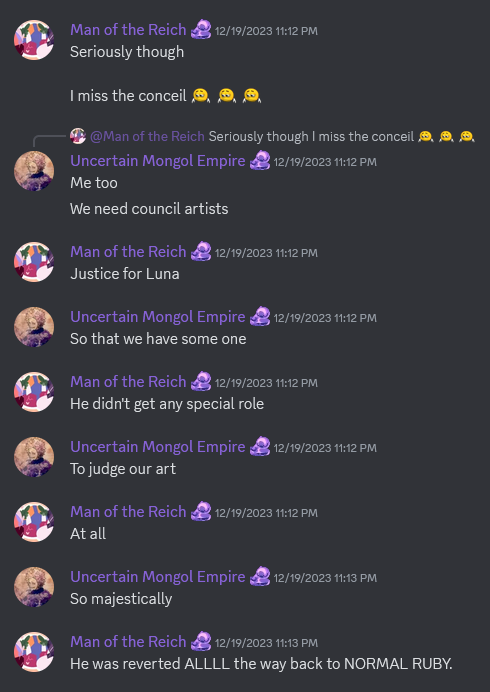 Man of the Reich 12/19/2023 11:12 PM
Seriously though
I miss the conceil
@Man of the Reich Seriously though I miss the conceil
Uncertain Mongol Empire 12/19/2023 11:12 PM
Me too
We need council artists
Man of the Reich 12/19/2023 11:12 PM
Justice for Luna
Uncertain Mongol Empire 12/19/2023 11:12 PM
So that we have some one
Man of the Reich 12/19/2023 11:12 PM
He didn't get any special role
Uncertain Mongol Empire 12/19/2023 11:12 PM
To judge our art
Man of the Reich 12/19/2023 11:12 PM
At all
Uncertain Mongol Empire 12/19/2023 11:13 PM
So majestically
Man of the Reich 12/19/2023 11:13 PM
He was reverted ALLLL the way back to NORMAL RUBY.